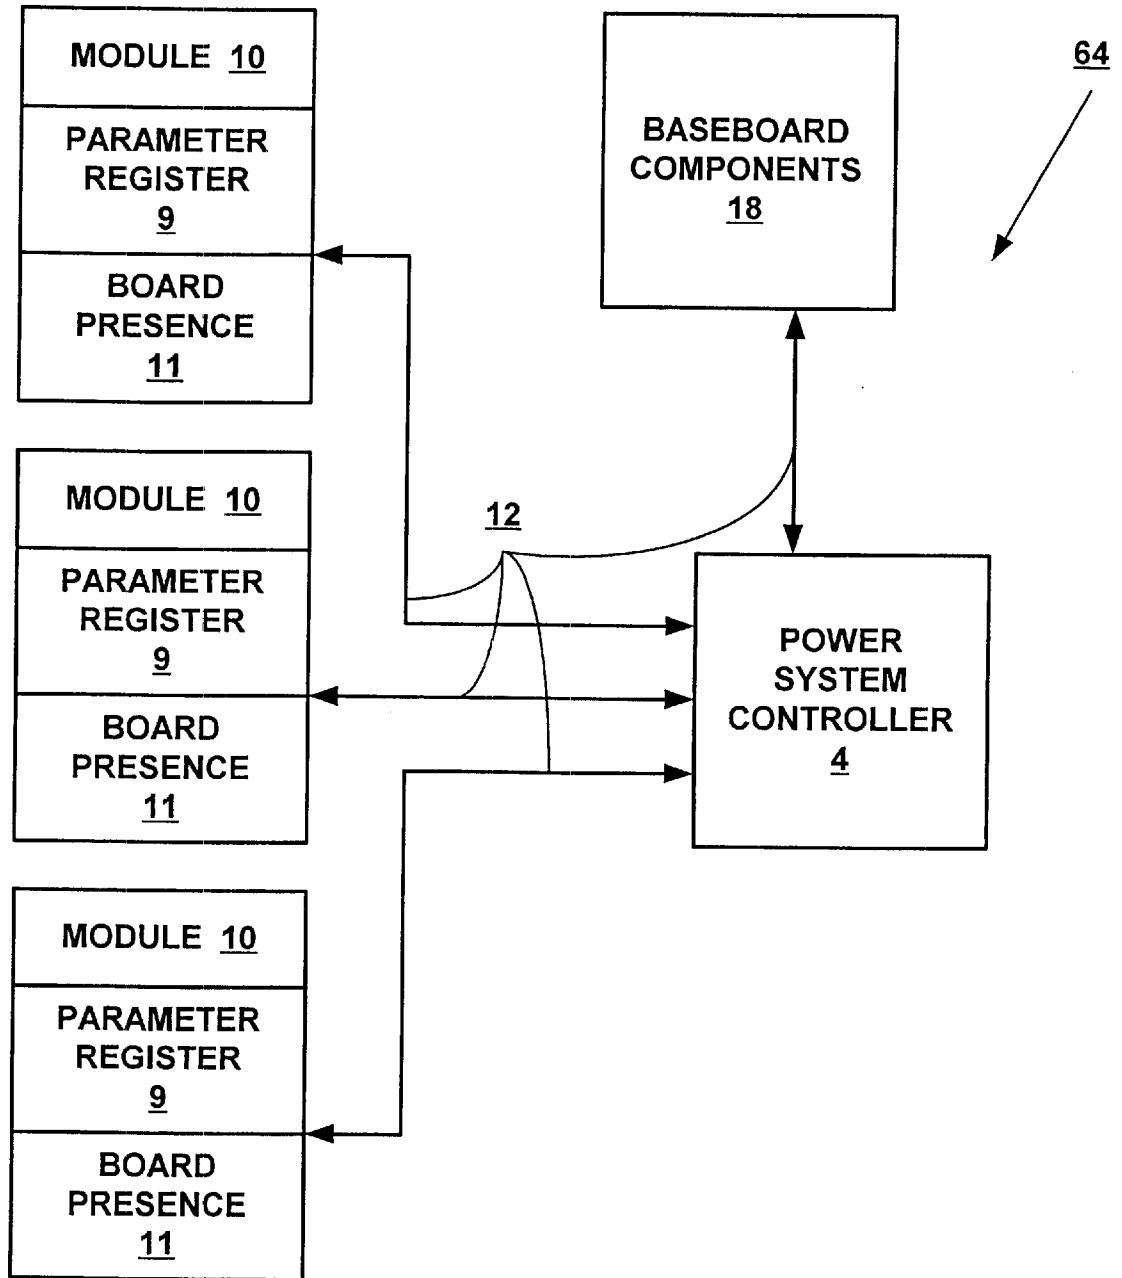 MODULE 10
PARAMETER
REGISTER
9
BOARD
PRESENCE
11
BASEBOARD
COMPONENTS
18
64
MODULE 10
PARAMETER
REGISTER
9
BOARD
PRESENCE
11
12
POWER
SYSTEM
CONTROLLER
4
MODULE 10
PARAMETER
REGISTER
9
BOARD
PRESENCE
11